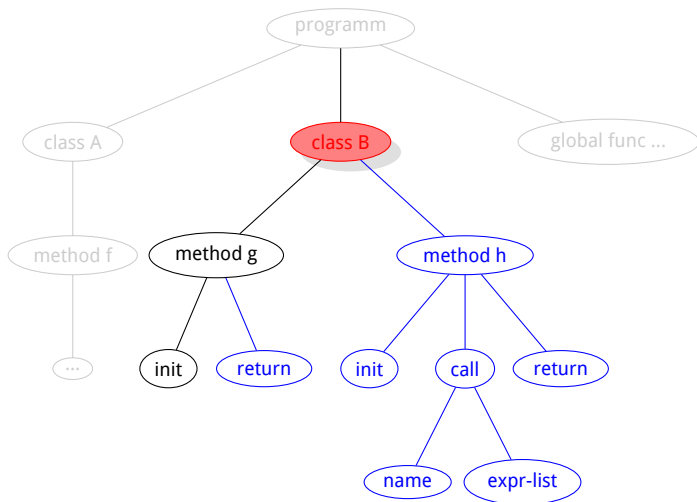 programm
class A
class B
global func ...
method f
method g
method h
...
init
return
init
call
return
name
expr-list